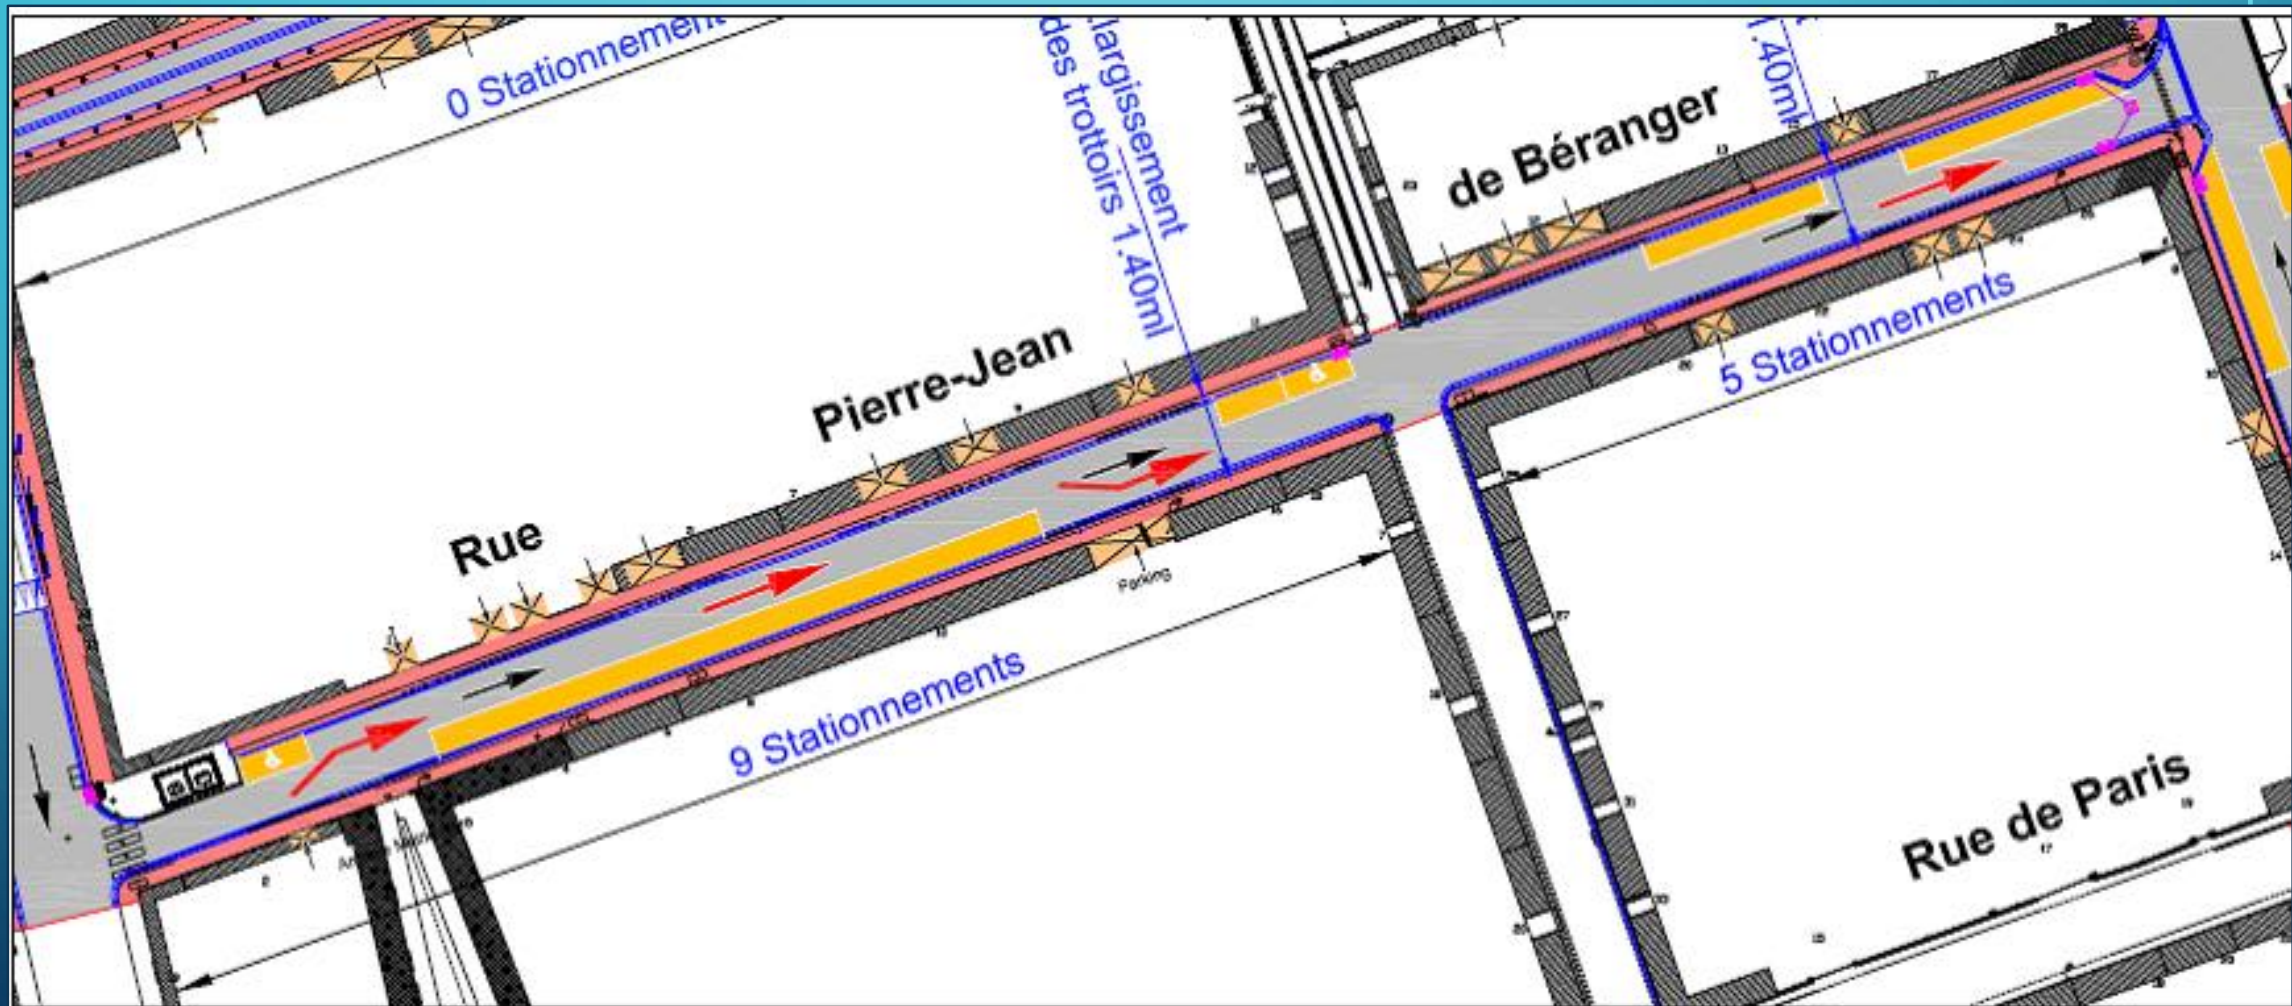 0 Stationnement
largissement
des trottoirs 1.40ml
1.40ml
de Béranger
Pierre-Jean
Rue
5 Stationnements
9 Stationnements
Parking
Rue de Paris